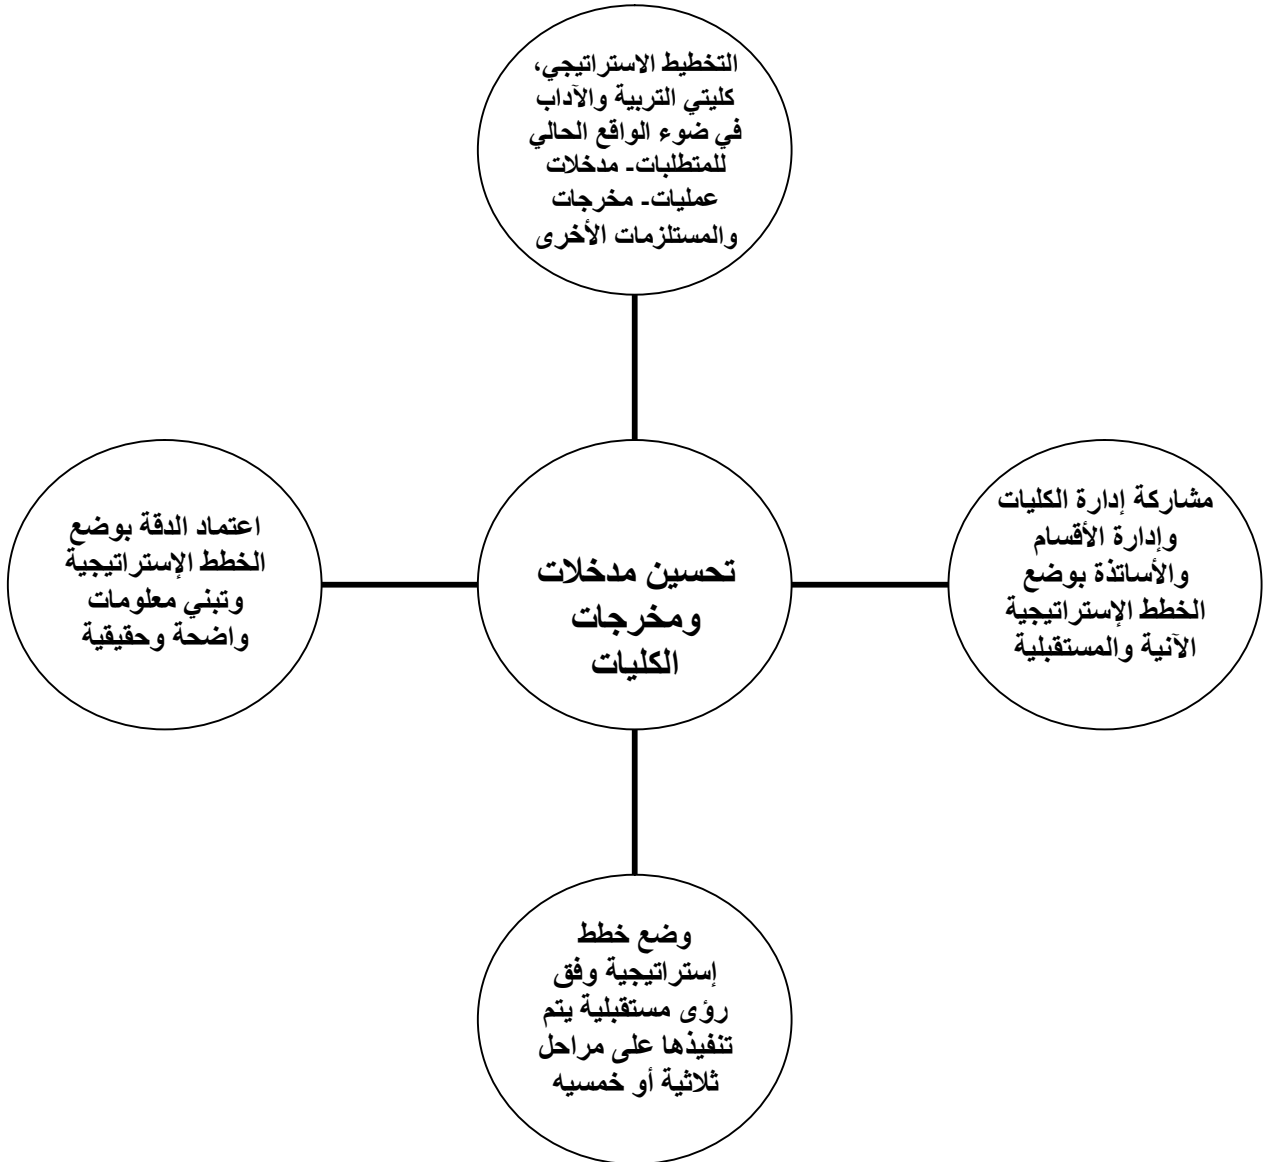 التخطيط الاستراتيجي،
كليتي التربية والآداب
في ضوء الواقع الحالي
للمتطلبات- مدخلات
عمليات- مخرجات
والمستلزمات الأخرى
مشاركة إدارة الكليات
وإدارة الأقسام
والأساتذة بوضع
الخطط الإستراتيجية
الآنية والمستقبلية
تحسين مدخلات
ومخرجات
الكليات
اعتماد الدقة بوضع
الخطط الإستراتيجية
وتبني معلومات
واضحة وحقيقية
وضع خطط
إستراتيجية وفق
رؤى مستقبلية يتم
تنفيذها على مراحل
ثلاثية أو خمسيه